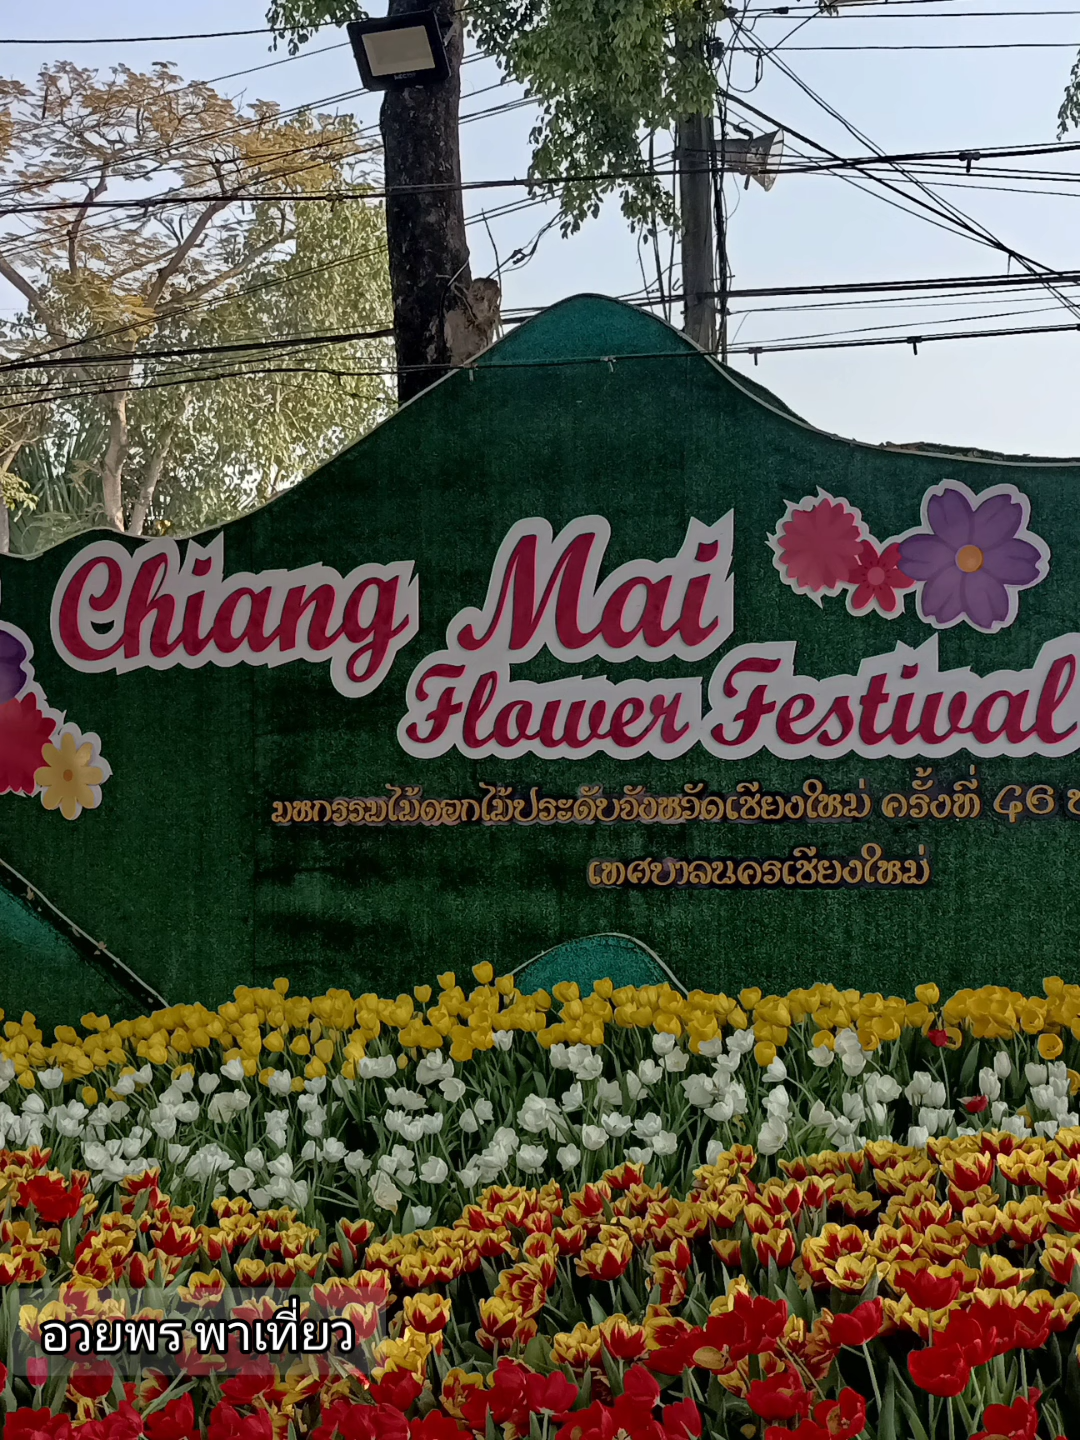 Chiang Mai
Flower Festival
มหกรรมไม้ดอกไม้ประดับจังหวัดเชียงใหม่ ครั้งที่ 46
เทศบาลนครเชียงใหม่
อวยพร พาเที่ยว